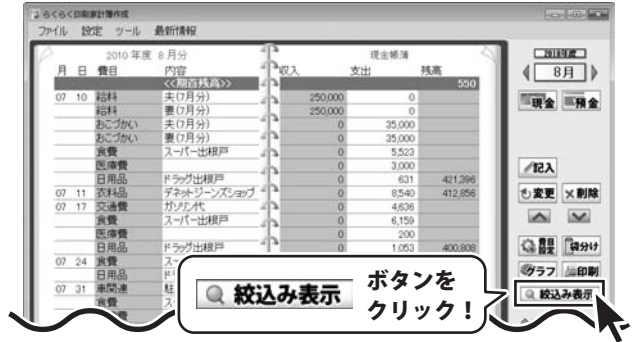 らくらく印刷家計簿作成
ファイル 設定 ツール 最新情報
2010 年度 8 月分 現金帳簿
月 日 費目 内容 収入 支出 残高
<<期首残高>> 550
07 10 給料 夫(7月分) 250,000 0
給料 妻(7月分) 250,000 0
おこづかい 夫(7月分) 0 35,000
おこづかい 妻(7月分) 0 35,000
食費 スーパー出根戸 0 5,523
医療費 0 3,000
日用品 ドラッグ出根戸 0 631 421,396
07 11 衣料品 デネットジーンズショップ 0 8,540 412,856
07 17 交通費 ガソリン代 0 4,636
食費 スーパー出根戸 0 6,159
医療費 0 200
日用品 ドラッグ出根戸 0 1,053 400,808
07 24 食費 ス
日用品
07 31 車関連 駐
食費 ス
8月
現金 預金
記入
変更 削除
費目設定 袋分け
グラフ 印刷
絞込み表示
絞込み表示 ボタンを
クリック！